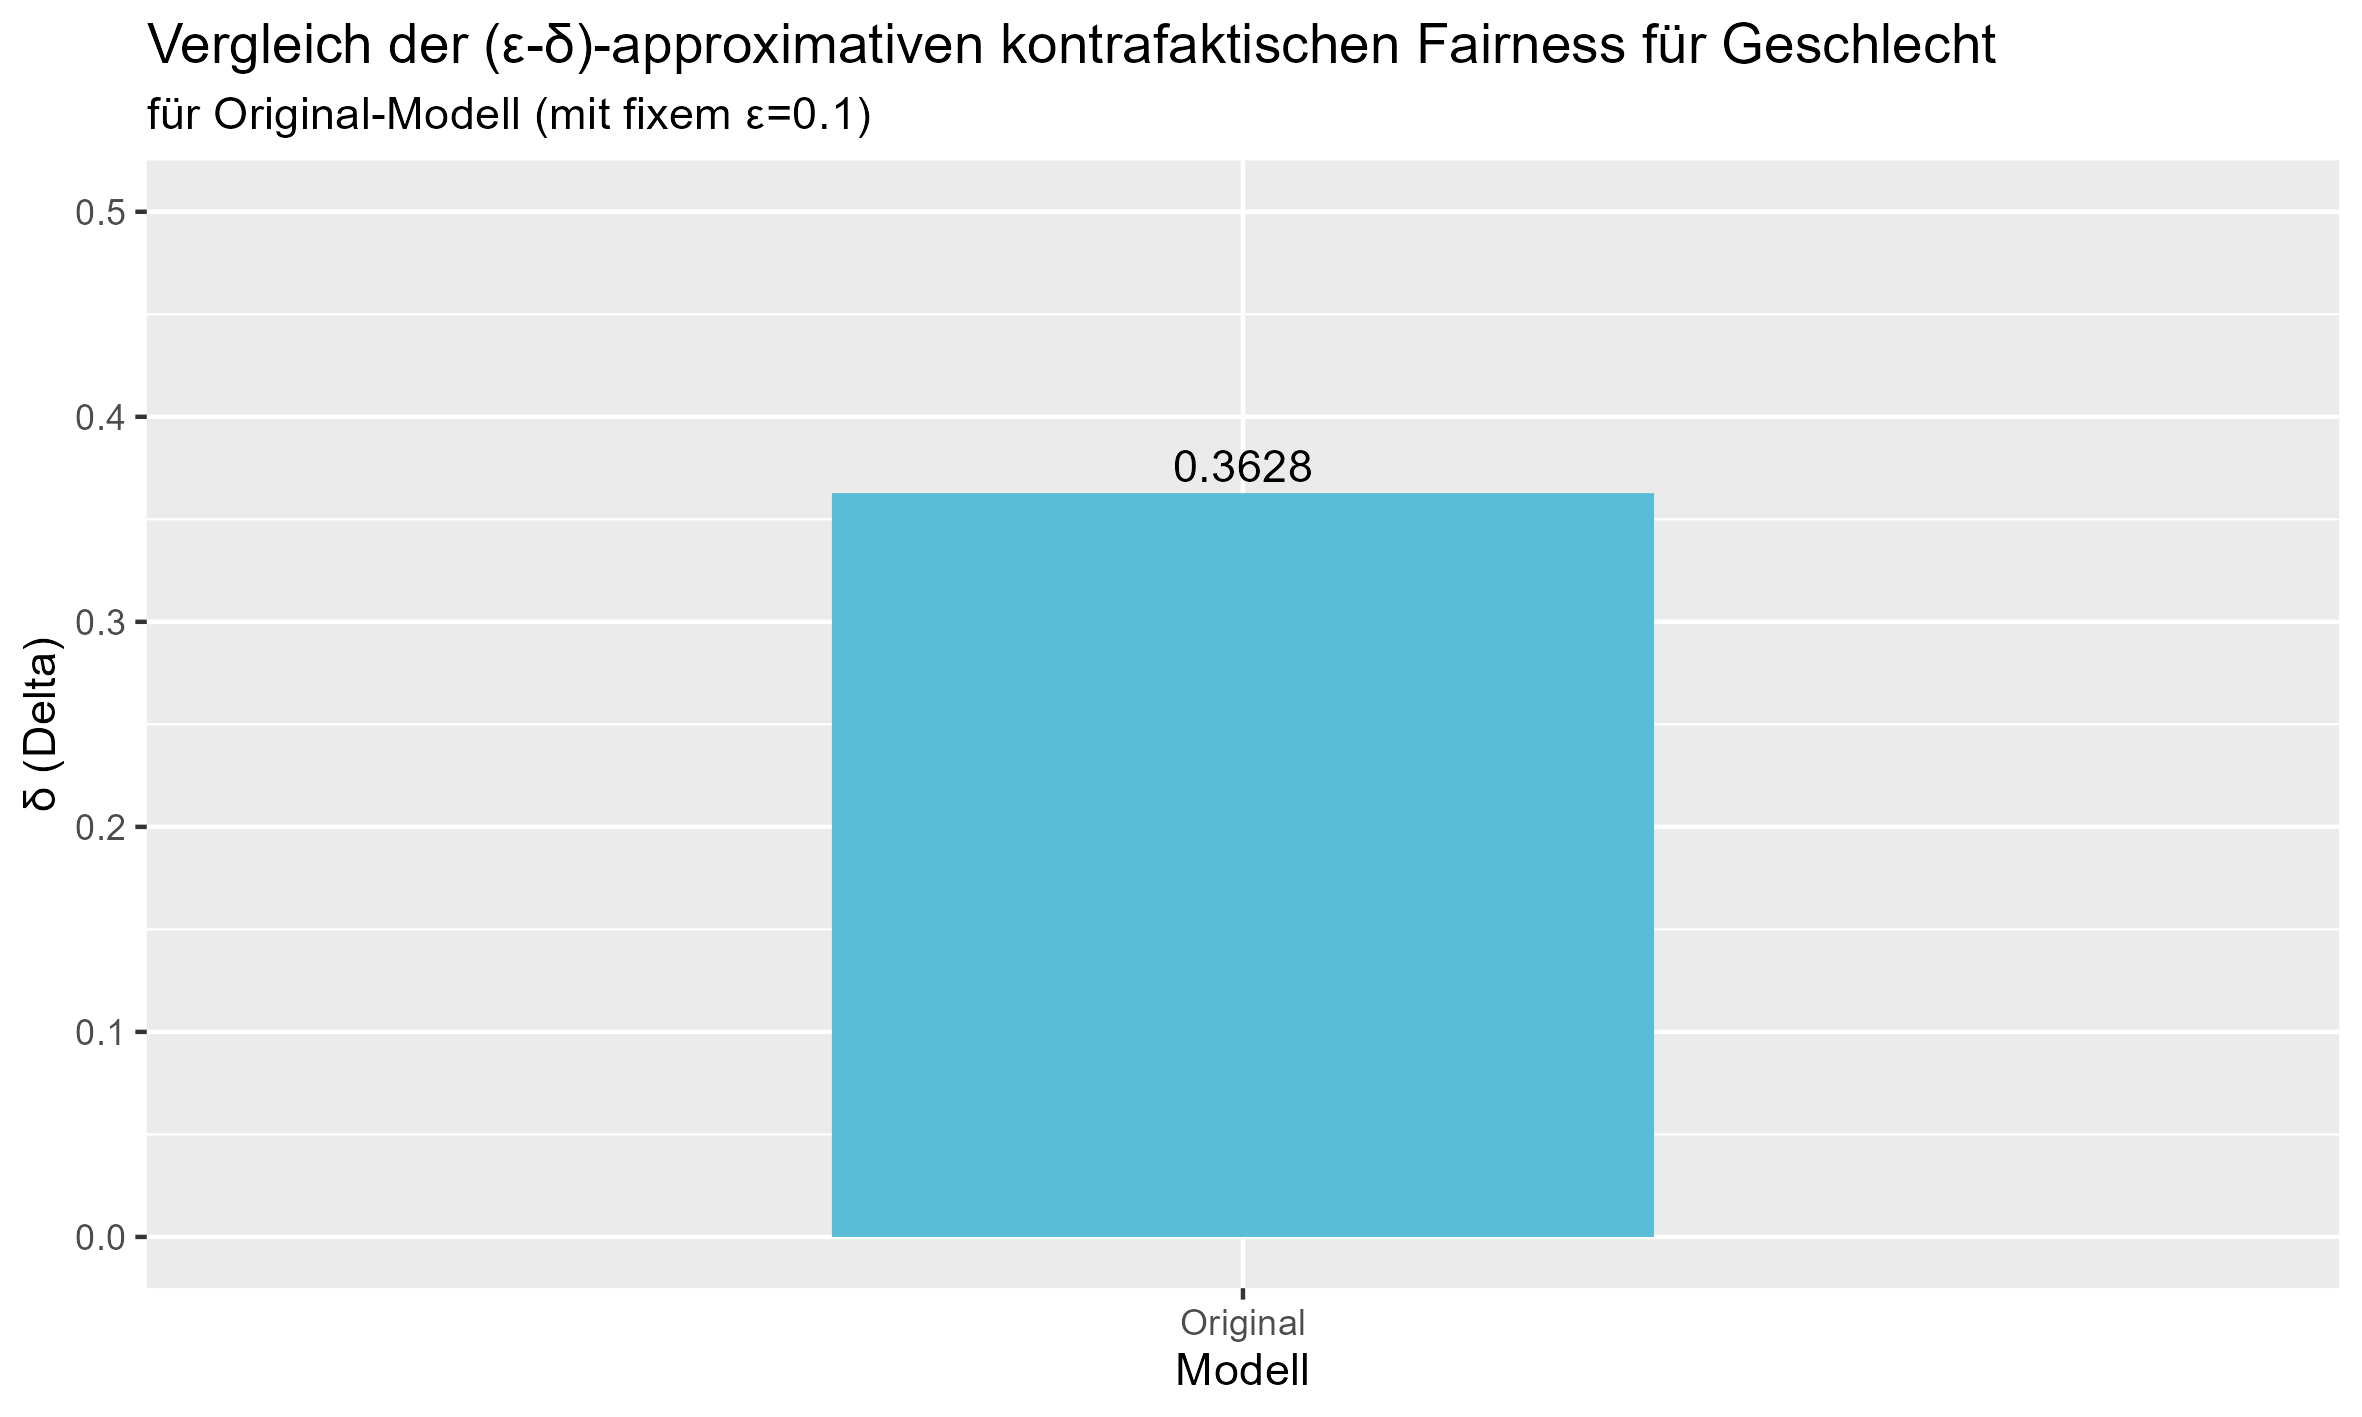 Vergleich der (ε-δ)-approximativen kontrafaktischen Fairness für Geschlecht
für Original-Modell (mit fixem ε=0.1)
δ (Delta)
0.5
0.4
0.3
0.2
0.1
0.0
0.3628
Original
Modell